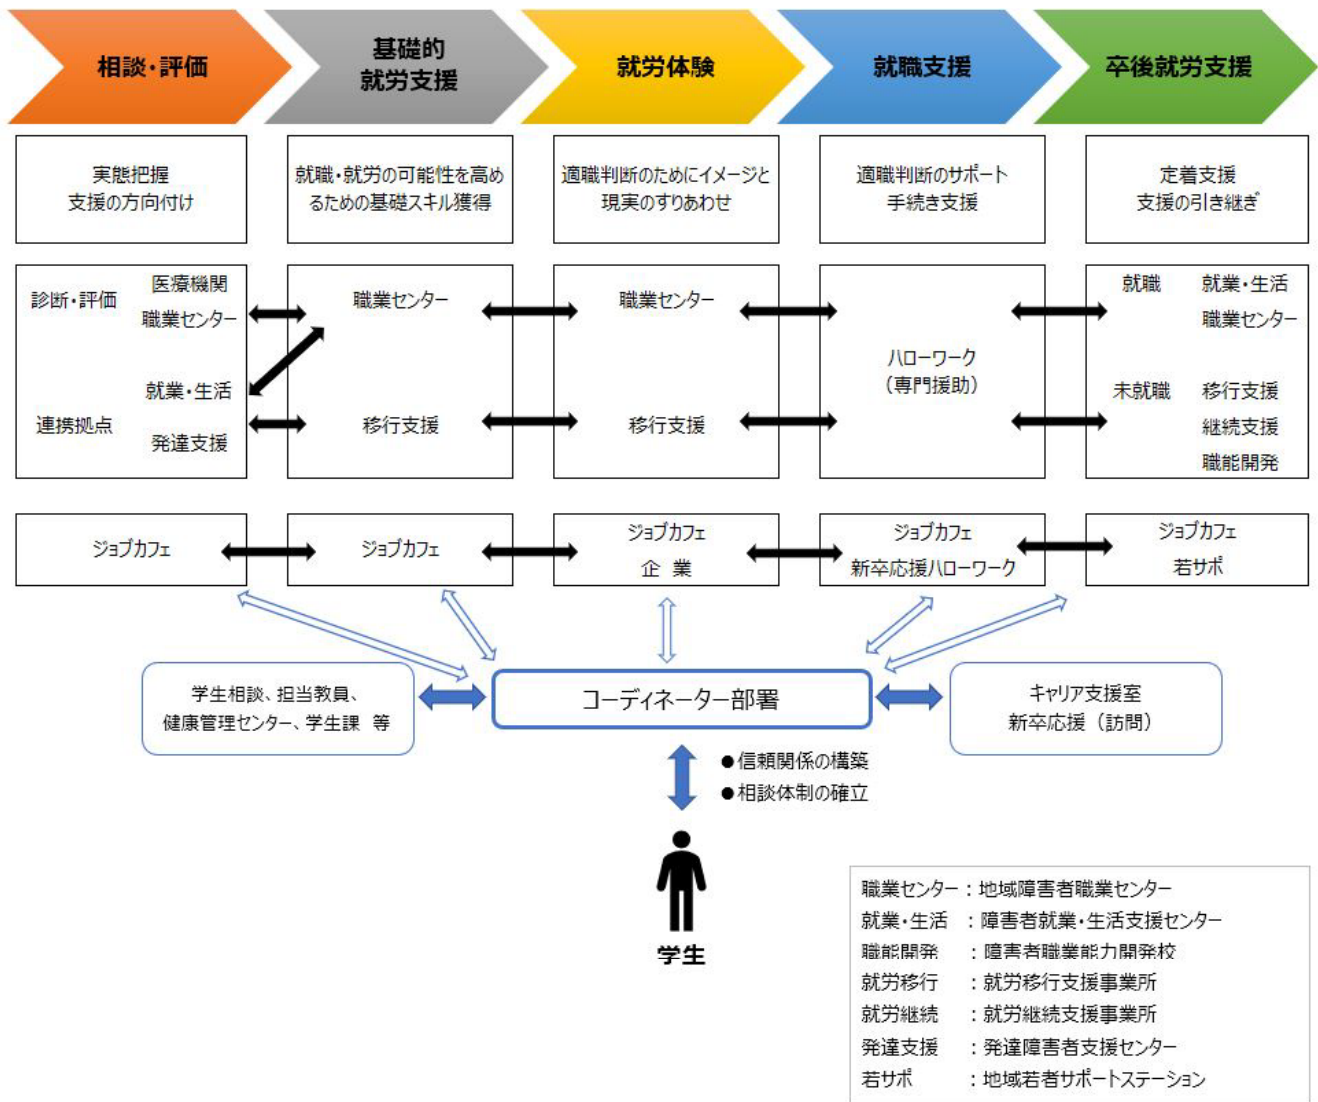 相談・評価
基礎的
就労支援
就労体験
就職支援
卒後就労支援
実態把握
支援の方向付け
就職・就労の可能性を高め
るための基礎スキル獲得
適職判断のためにイメージと
現実のすりあわせ
適職判断のサポート
手続き支援
定着支援
支援の引き継ぎ
診断・評価
医療機関
職業センター
就業・生活
連携拠点
発達支援
職業センター
移行支援
職業センター
移行支援
ハローワーク
（専門援助）
就職
就業・生活
職業センター
未就職
移行支援
継続支援
職能開発
ジョブカフェ
ジョブカフェ
ジョブカフェ
企 業
ジョブカフェ
新卒応援ハローワーク
ジョブカフェ
若サポ
学生相談、担当教員、
健康管理センター、学生課 等
コーディネーター部署
キャリア支援室
新卒応援（訪問）
●信頼関係の構築
●相談体制の確立
学生
職業センター：地域障害者職業センター
就業・生活 ：障害者就業・生活支援センター
職能開発 ：障害者職業能力開発校
就労移行 ：就労移行支援事業所
就労継続 ：就労継続支援事業所
発達支援 ：発達障害者支援センター
若サポ ：地域若者サポートステーション